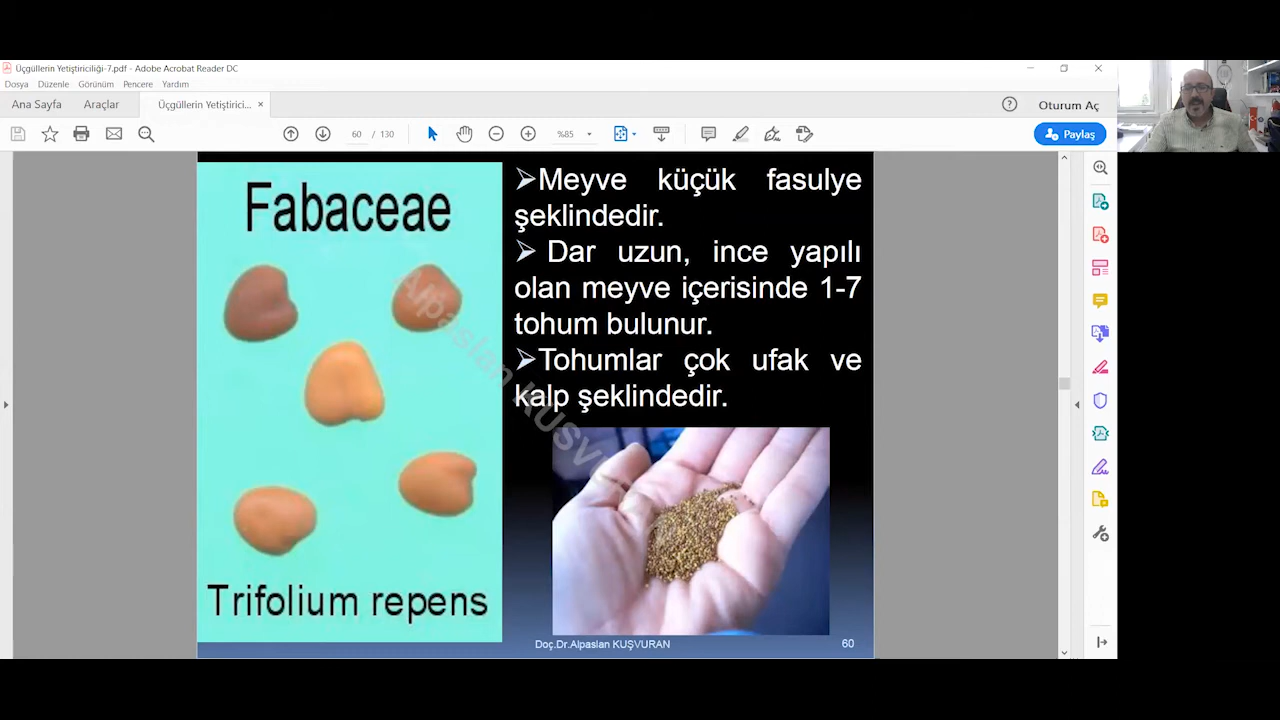 Üçgüllerin Yetiştiriciliği-7.pdf - Adobe Acrobat Reader DC
Dosya Düzenle Görünüm Pencere Yardım
Ana Sayfa Araçlar Üçgüllerin Yetiştirici... × Oturum Aç
60 / 130 %85 Paylaş
Fabaceae
Trifolium repens
➢Meyve küçük fasulye
şeklindedir.
➢ Dar uzun, ince yapılı
olan meyve içerisinde 1-7
tohum bulunur.
➢Tohumlar çok ufak ve
kalp şeklindedir.
Alpaslan KUŞVU
Doç.Dr.Alpaslan KUŞVURAN 60